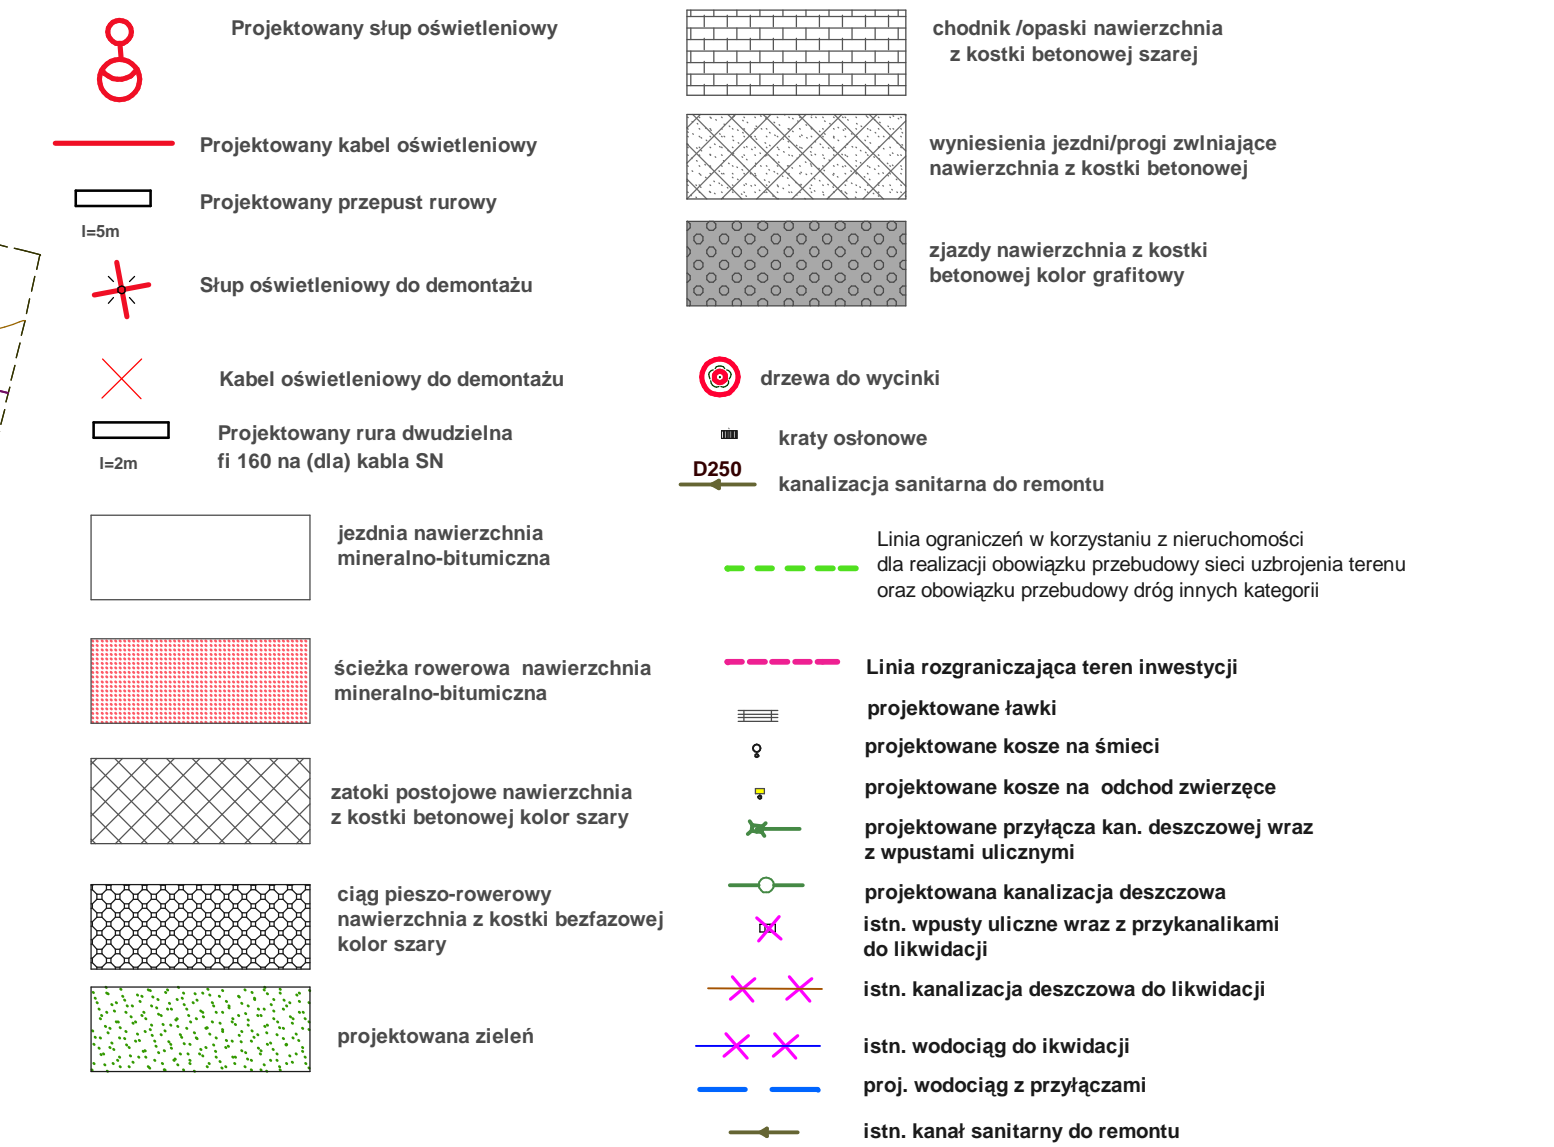 Projektowany słup oświetleniowy
Projektowany kabel oświetleniowy
Projektowany przepust rurowy
l=5m
Słup oświetleniowy do demontażu
Kabel oświetleniowy do demontażu
Projektowany rura dwudzielna
fi 160 na (dla) kabla SN
l=2m
jezdnia nawierzchnia
mineralno-bitumiczna
ścieżka rowerowa nawierzchnia
mineralno-bitumiczna
zatoki postojowe nawierzchnia
z kostki betonowej kolor szary
ciąg pieszo-rowerowy
nawierzchnia z kostki bezfazowej
kolor szary
projektowana zieleń
chodnik /opaski nawierzchnia
z kostki betonowej szarej
wyniesienia jezdni/progi zwlniające
nawierzchnia z kostki betonowej
zjazdy nawierzchnia z kostki
betonowej kolor grafitowy
drzewa do wycinki
kraty osłonowe
D250
kanalizacja sanitarna do remontu
Linia ograniczeń w korzystaniu z nieruchomości
dla realizacji obowiązku przebudowy sieci uzbrojenia terenu
oraz obowiązku przebudowy dróg innych kategorii
Linia rozgraniczająca teren inwestycji
projektowane ławki
projektowane kosze na śmieci
projektowane kosze na odchod zwierzęce
projektowane przyłącza kan. deszczowej wraz
z wpustami ulicznymi
projektowana kanalizacja deszczowa
istn. wpusty uliczne wraz z przykanalikami
do likwidacji
istn. kanalizacja deszczowa do likwidacji
istn. wodociąg do ikwidacji
proj. wodociąg z przyłączami
istn. kanał sanitarny do remontu